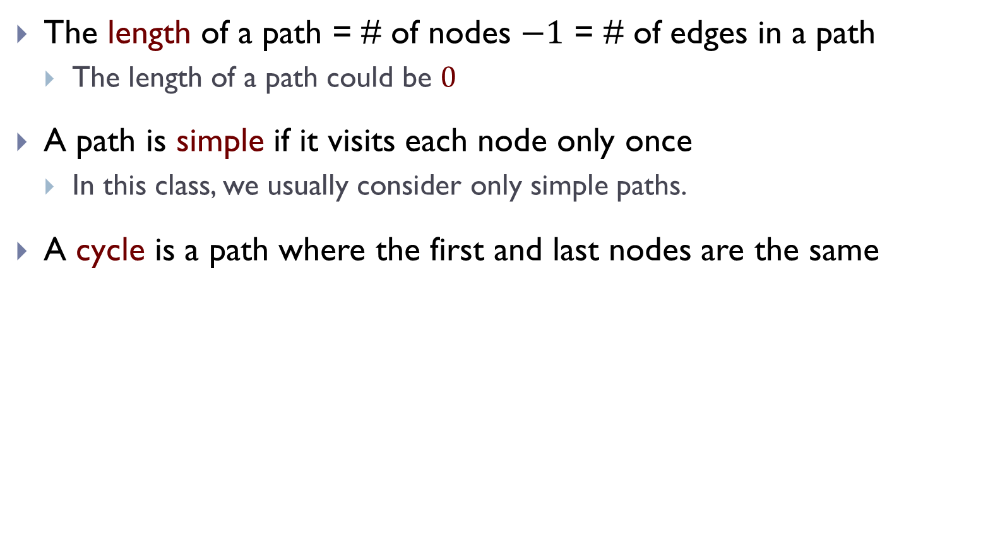 The length of a path = # of nodes −1 = # of edges in a path
The length of a path could be 0
A path is simple if it visits each node only once
In this class, we usually consider only simple paths.
A cycle is a path where the first and last nodes are the same